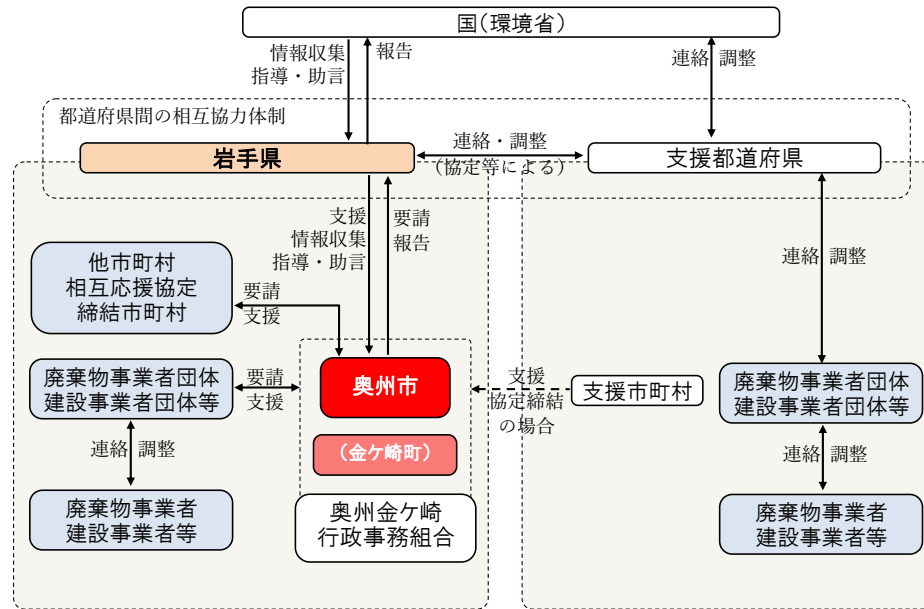 国（環境省）
情報収集
指導・助言
報告
連絡
調整
都道府県間の相互協力体制
岩手県
連絡・調整
（協定等による）
支援都道府県
支援
情報収集
指導・助言
要請
報告
連絡
調整
他市町村
相互応援協定
締結市町村
要請
支援
廃棄物事業者団体
建設事業者団体等
要請
支援
奥州市
支援
協定締結
の場合
支援市町村
廃棄物事業者団体
建設事業者団体等
（金ケ崎町）
連絡
調整
連絡
調整
廃棄物事業者
建設事業者等
奥州金ケ崎
行政事務組合
廃棄物事業者
建設事業者等